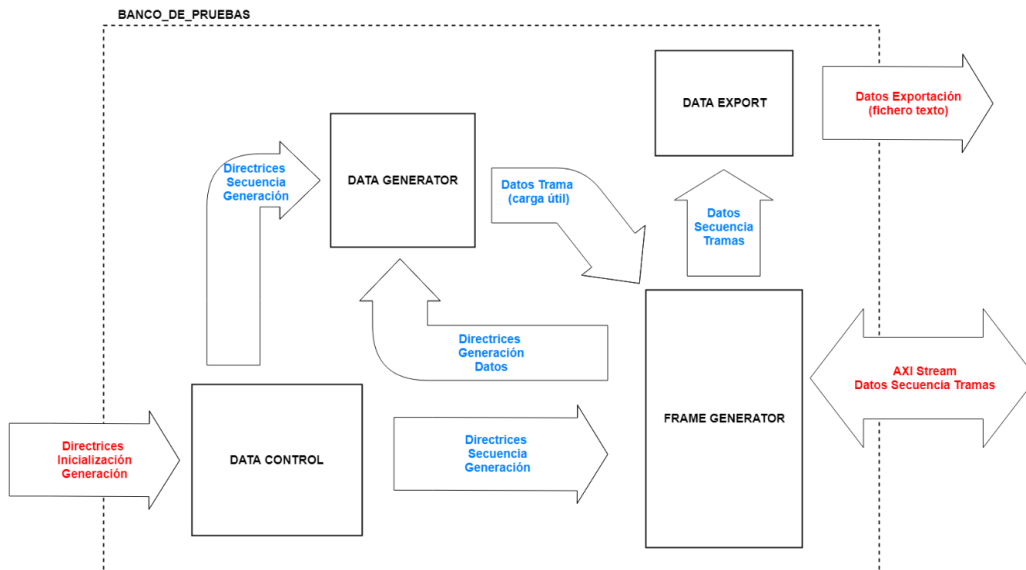 BANCO_DE_PRUEBAS
DATA EXPORT
Datos Exportación
(fichero texto)
Directrices
Secuencia
Generación
DATA GENERATOR
Datos Trama
(carga útil)
Datos
Secuencia
Tramas
Directrices
Generación
Datos
AXI Stream
Datos Secuencia Tramas
FRAME GENERATOR
Directrices
Inicialización
Generación
DATA CONTROL
Directrices
Secuencia
Generación